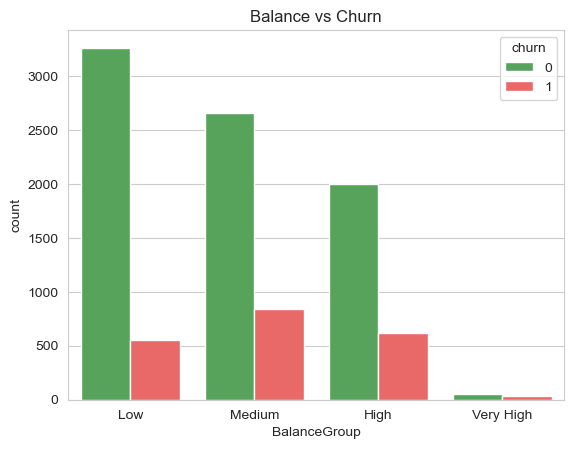 Balance vs Churn
churn
0
1
3000
2500
2000
1500
1000
500
0
count
Low
Medium
High
Very High
BalanceGroup